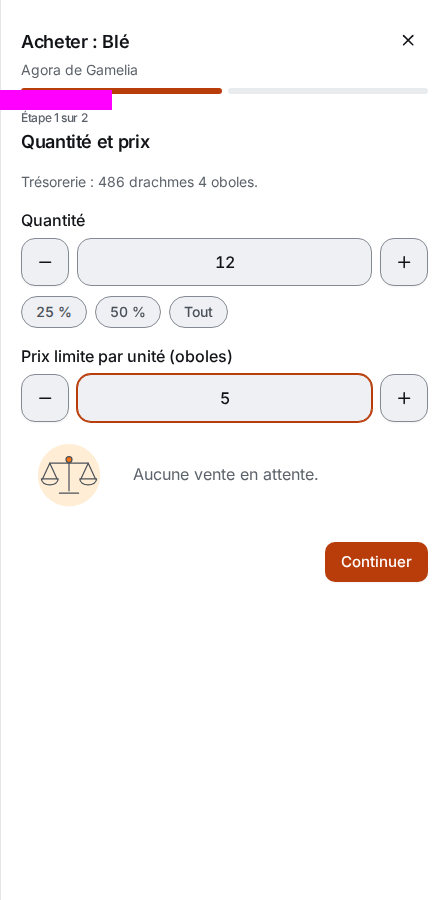 Acheter : Blé
Agora de Gamelia
Étape 1 sur 2
Quantité et prix
Trésorerie : 486 drachmes 4 oboles.
Quantité
− 12 +
25 % 50 % Tout
Prix limite par unité (oboles)
− 5 +
Aucune vente en attente.
Continuer